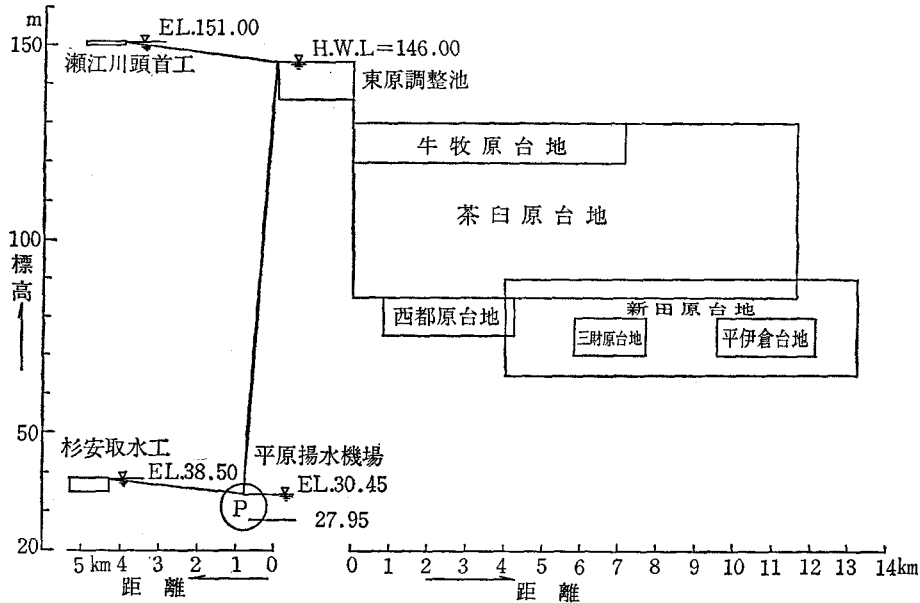 m
EL.151.00
H.W.L=146.00
150
瀬江川頭首工
東原調整池
牛牧原台地
茶臼原台地
100
標高
新田原台地
西都原台地
三財原台地
平伊倉台地
50
杉安取水工
平原揚水機場
EL.38.50
EL.30.45
P
27.95
20
5 km 4 3 2 1 0
0 1 2 3 4 5 6 7 8 9 10 11 12 13 14km
距離
距離